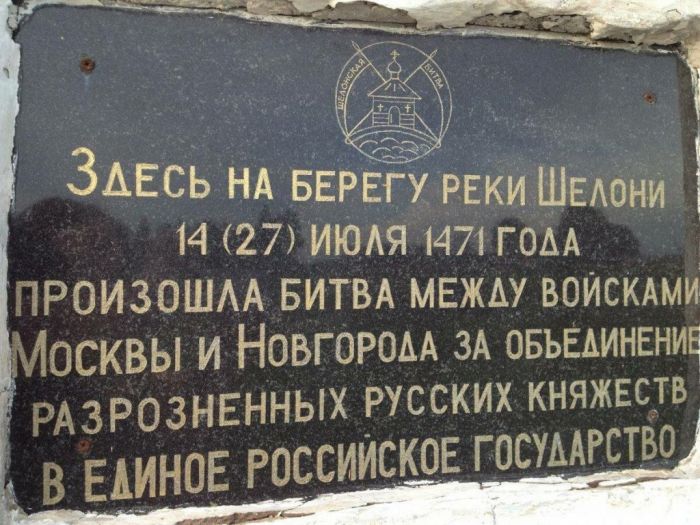 ШЕЛОНСКАЯ БИТВА
ЗДЕСЬ НА БЕРЕГУ РЕКИ ШЕЛОНИ
14 (27) ИЮЛЯ 1471 ГОДА
ПРОИЗОШЛА БИТВА МЕЖДУ ВОЙСКАМИ
МОСКВЫ И НОВГОРОДА ЗА ОБЪЕДИНЕНИЕ
РАЗРОЗНЕННЫХ РУССКИХ КНЯЖЕСТВ
В ЕДИНОЕ РОССИЙСКОЕ ГОСУДАРСТВО